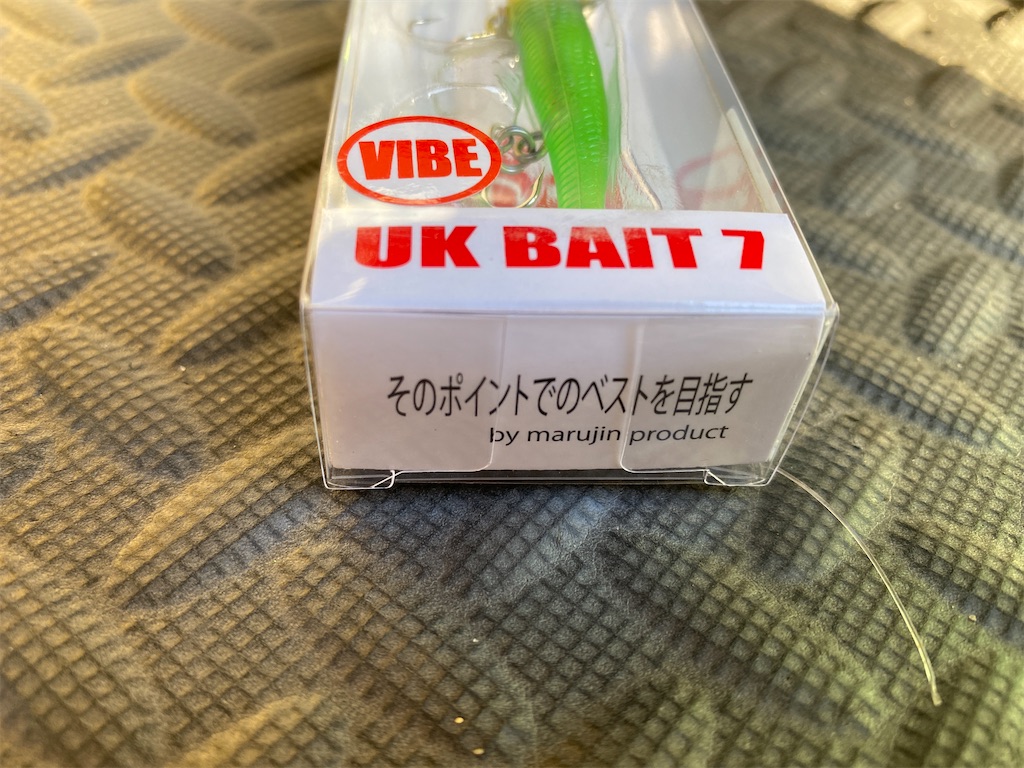 VIBE
UK BAIT 7
そのポイントでのベストを目指す
by marujin product